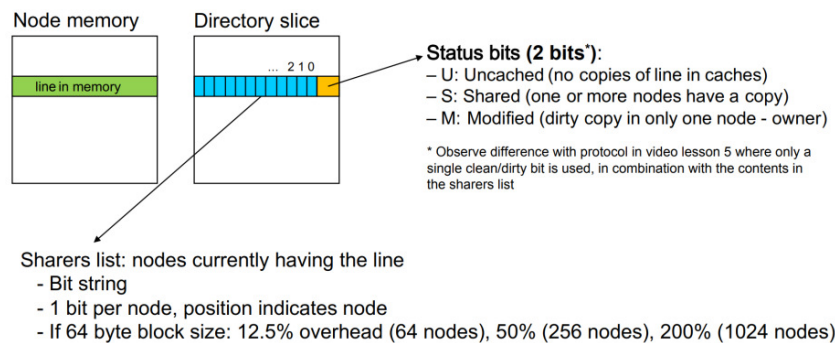 Node memory
Directory slice
... 2 1 0
line in memory
Status bits (2 bits*):
– U: Uncached (no copies of line in caches)
– S: Shared (one or more nodes have a copy)
– M: Modified (dirty copy in only one node - owner)
* Observe difference with protocol in video lesson 5 where only a
single clean/dirty bit is used, in combination with the contents in
the sharers list
Sharers list: nodes currently having the line
- Bit string
- 1 bit per node, position indicates node
- If 64 byte block size: 12.5% overhead (64 nodes), 50% (256 nodes), 200% (1024 nodes)